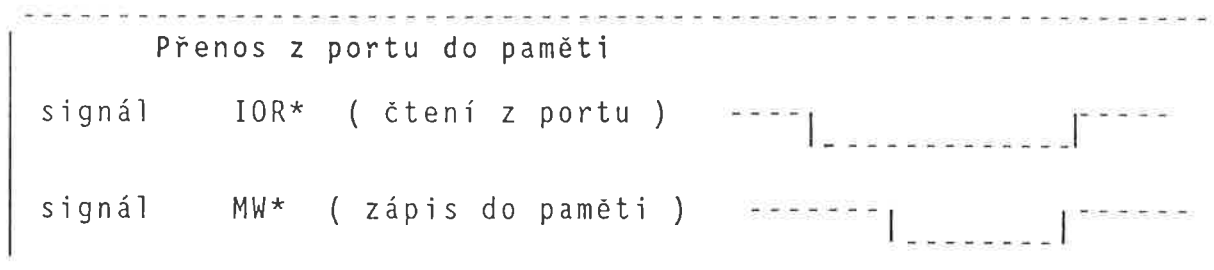 Přenos z portu do paměti
signál IOR* ( čtení z portu )
signál MW* ( zápis do paměti )